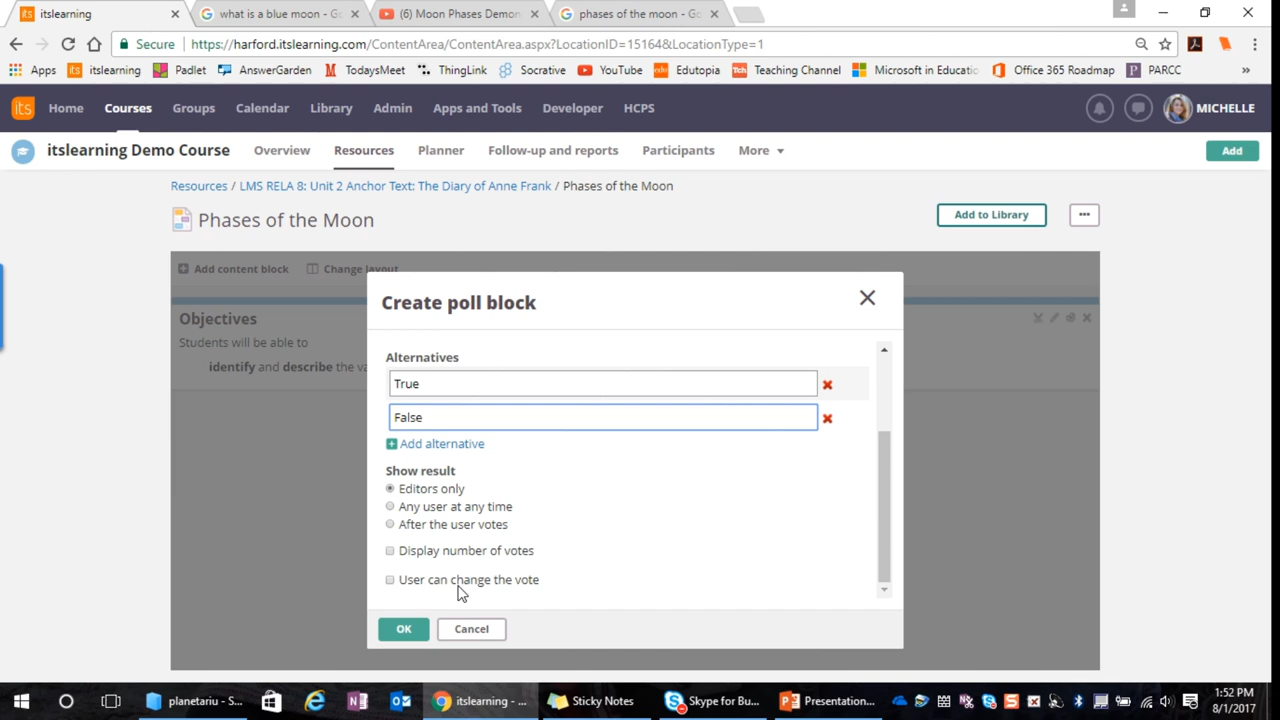 itslearning
what is a blue moon - Go
(6) Moon Phases Demon
phases of the moon - Go
Secure
https://harford.itslearning.com/ContentArea/ContentArea.aspx?LocationID=15164&LocationType=1
Apps
its itslearning
Padlet
AnswerGarden
TodaysMeet
ThingLink
Socrative
YouTube
edu Edutopia
Tch Teaching Channel
Microsoft in Educatio
Office 365 Roadmap
P PARCC
»
its Home Courses Groups Calendar Library Admin Apps and Tools Developer HCPS MICHELLE
itslearning Demo Course Overview Resources Planner Follow-up and reports Participants More Add
Resources / LMS RELA 8: Unit 2 Anchor Text: The Diary of Anne Frank / Phases of the Moon
Phases of the Moon
Add to Library
...
Add content block Change layout
Objectives
Students will be able to
identify and describe the va
Create poll block
Alternatives
True
False
Add alternative
Show result
Editors only
Any user at any time
After the user votes
Display number of votes
User can change the vote
OK Cancel
planetariu - S...
itslearning - ...
Sticky Notes
Skype for Bu...
Presentation...
1:52 PM
8/1/2017